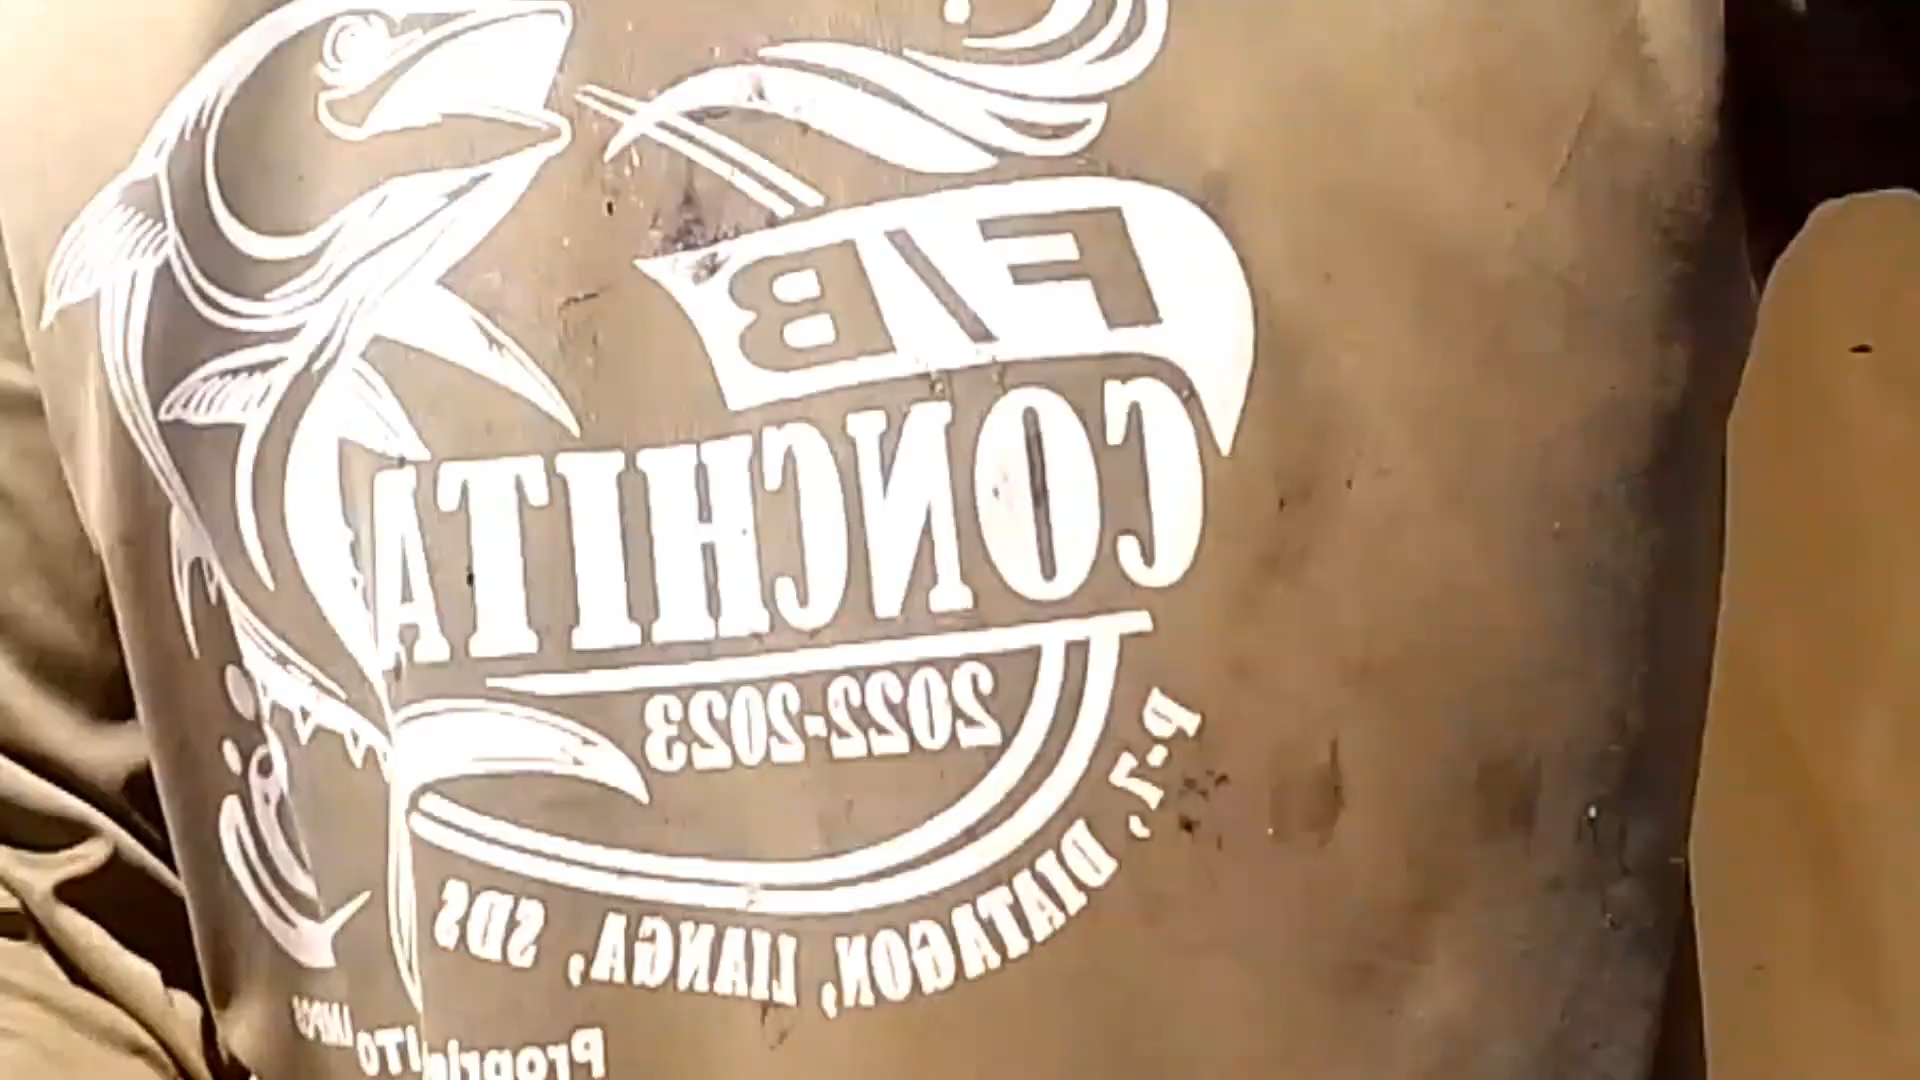 F/B
CONCHITA
2022-2023
P-7, DIATAGON, LIANGA, SDS